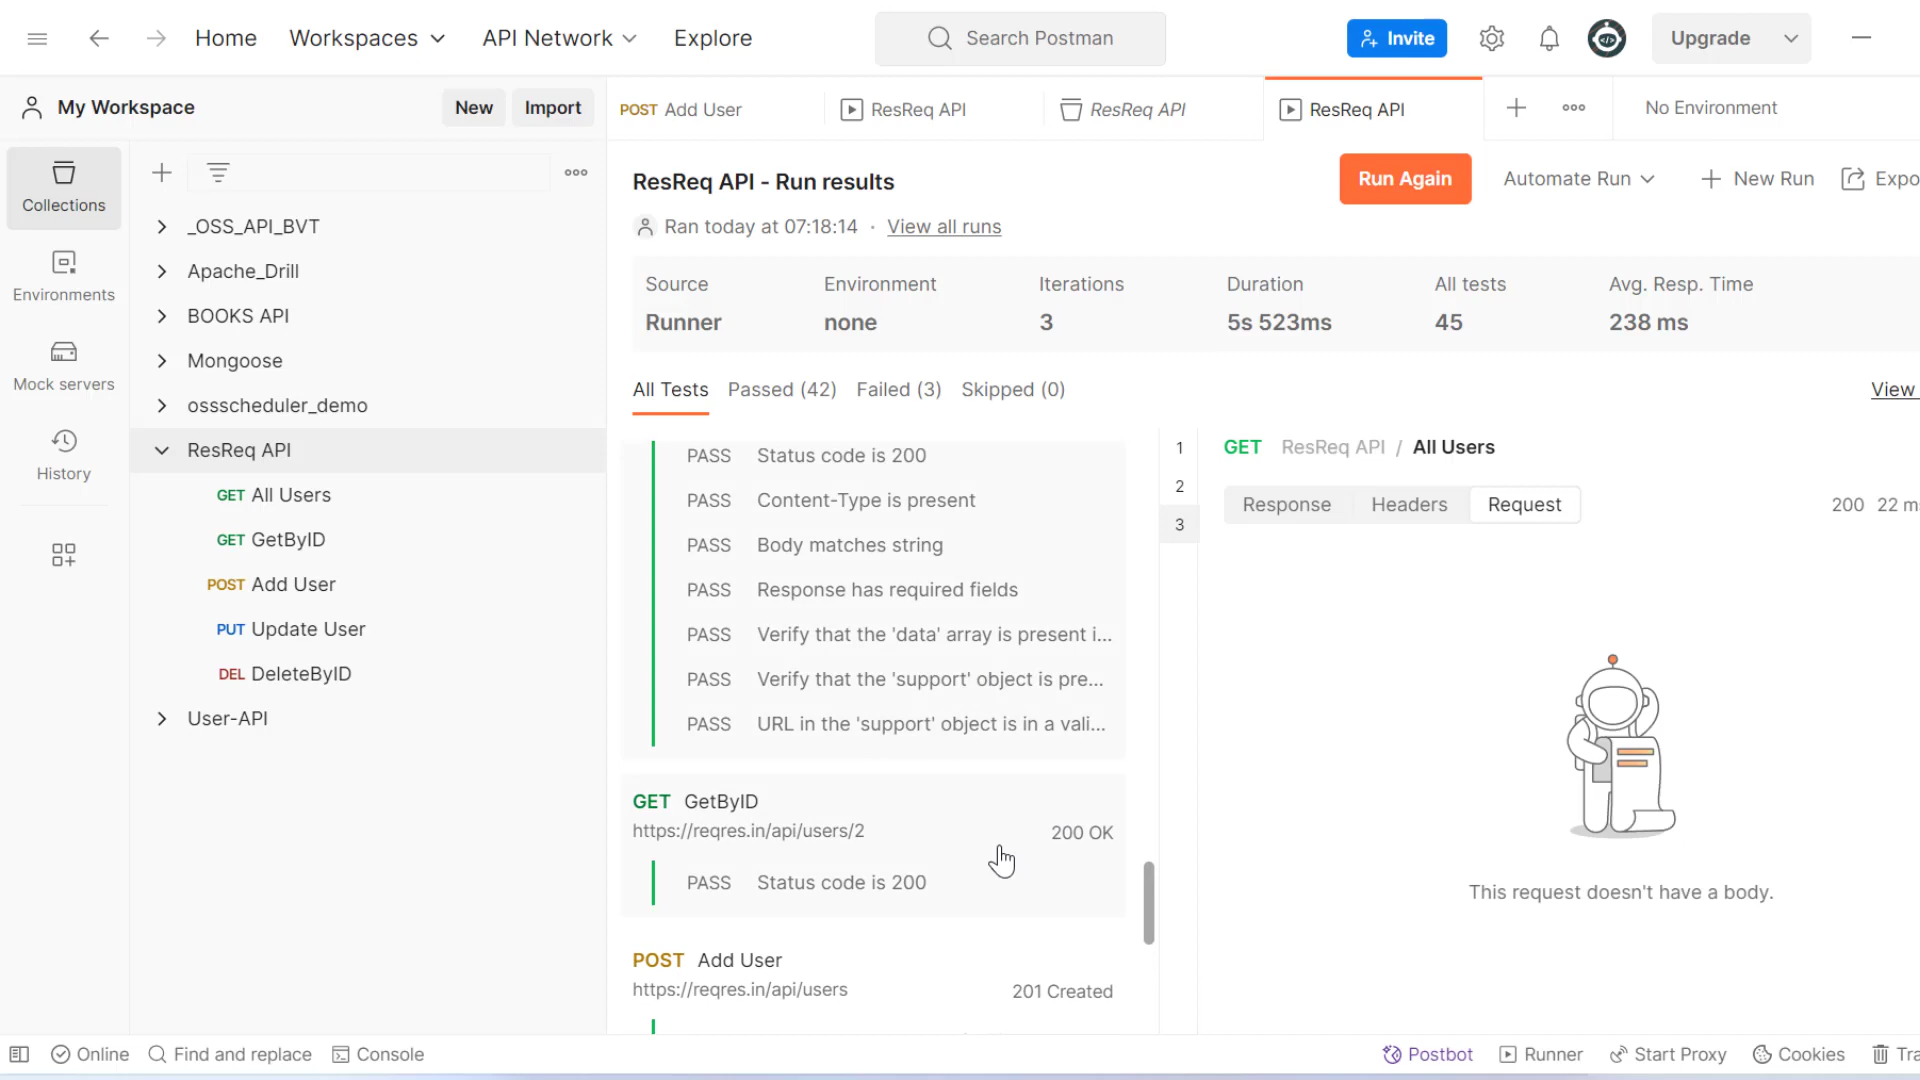 Home Workspaces API Network Explore Search Postman Invite Upgrade
My Workspace New Import
POST Add User ResReq API ResReq API ResReq API No Environment
Collections
Environments
Mock servers
History
_OSS_API_BVT
Apache_Drill
BOOKS API
Mongoose
ossscheduler_demo
ResReq API
GET All Users
GET GetByID
POST Add User
PUT Update User
DEL DeleteByID
User-API
ResReq API - Run results
Run Again Automate Run New Run Expo
Ran today at 07:18:14 · View all runs
Source Environment Iterations Duration All tests Avg. Resp. Time
Runner none 3 5s 523ms 45 238 ms
All Tests Passed (42) Failed (3) Skipped (0) View
PASS Status code is 200
PASS Content-Type is present
PASS Body matches string
PASS Response has required fields
PASS Verify that the 'data' array is present i...
PASS Verify that the 'support' object is pre...
PASS URL in the 'support' object is in a vali...
GET GetByID
https://reqres.in/api/users/2 200 OK
PASS Status code is 200
POST Add User
https://reqres.in/api/users 201 Created
1
2
3
GET ResReq API / All Users
Response Headers Request 200 22 ms
This request doesn't have a body.
Online Find and replace Console Postbot Runner Start Proxy Cookies Tra